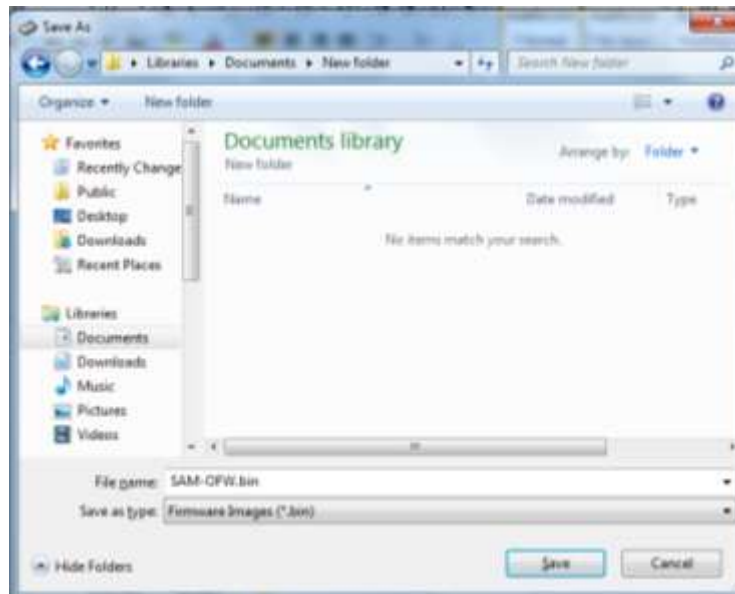 Save As
Libraries ▸ Documents ▸ New folder
Search New folder
Organize
New folder
Favorites
Recently Change
Public
Desktop
Downloads
Recent Places
Libraries
Documents
Downloads
Music
Pictures
Videos
Documents library
New folder
Arrange by: Folder
Name
Date modified
Type
No items match your search.
File name: SAM-OFW.bin
Save as type: Firmware Images (*.bin)
Hide Folders
Save
Cancel